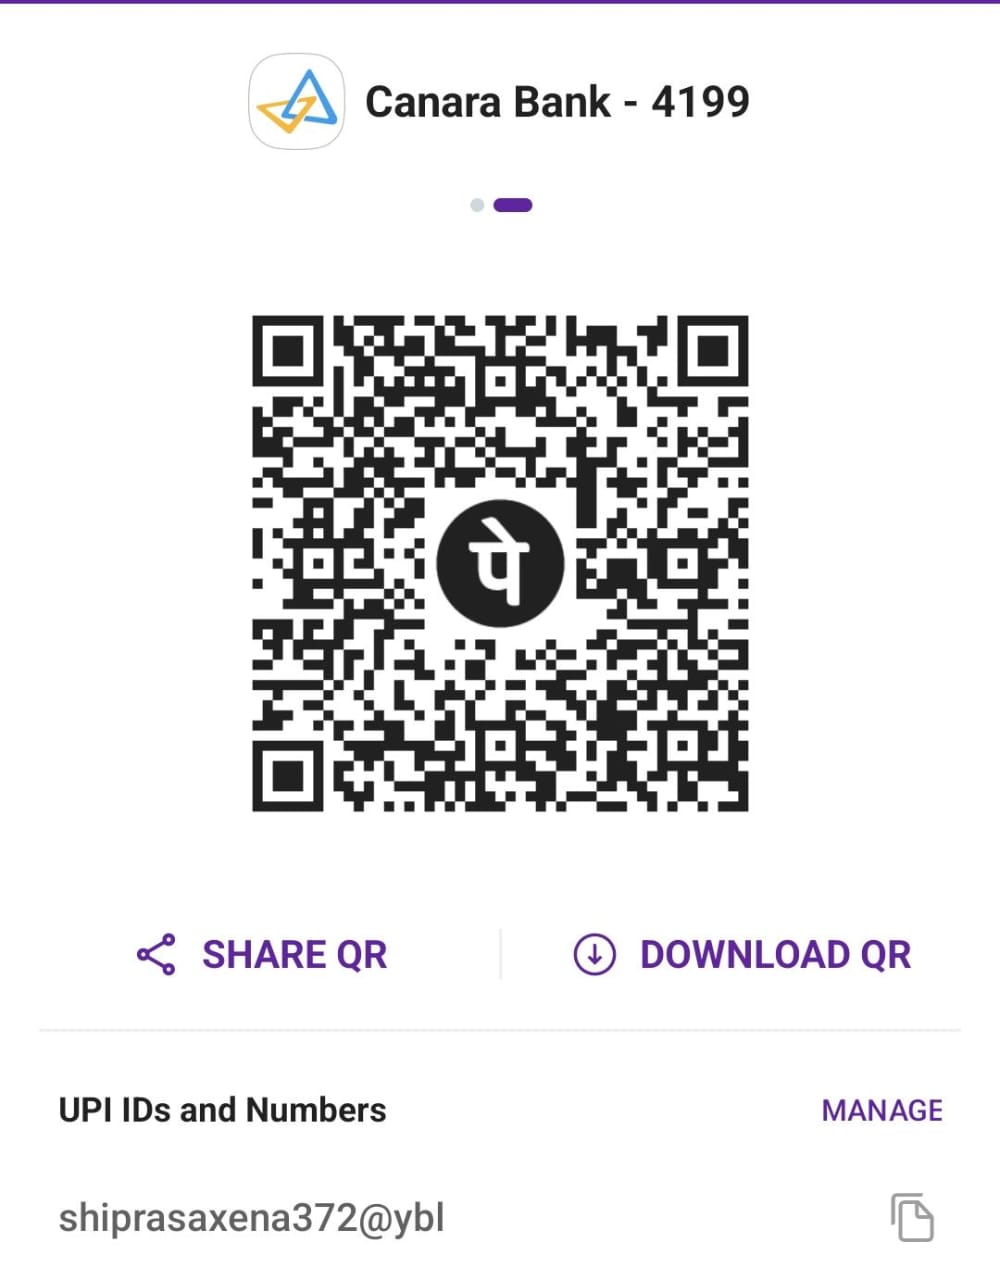 Canara Bank - 4199
पे
SHARE QR
DOWNLOAD QR
UPI IDs and Numbers
MANAGE
shiprasaxena372@ybl